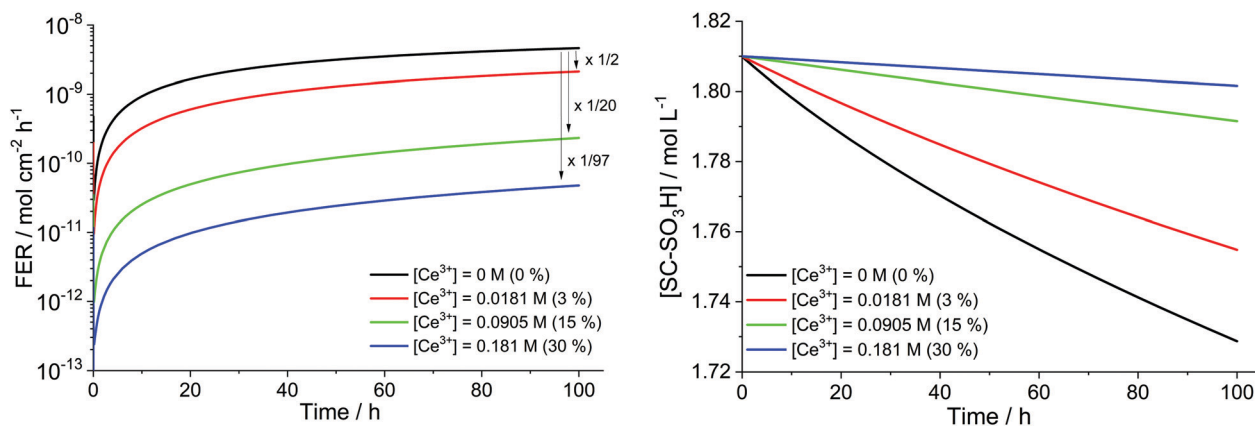 FER / mol cm⁻² h⁻¹
10⁻⁸
10⁻⁹
10⁻¹⁰
10⁻¹¹
10⁻¹²
10⁻¹³
x 1/2
x 1/20
x 1/97
[Ce³⁺] = 0 M (0 %)
[Ce³⁺] = 0.0181 M (3 %)
[Ce³⁺] = 0.0905 M (15 %)
[Ce³⁺] = 0.181 M (30 %)
0 20 40 60 80 100
Time / h
[SC-SO₃H] / mol L⁻¹
1.82
1.80
1.78
1.76
1.74
1.72
[Ce³⁺] = 0 M (0 %)
[Ce³⁺] = 0.0181 M (3 %)
[Ce³⁺] = 0.0905 M (15 %)
[Ce³⁺] = 0.181 M (30 %)
0 20 40 60 80 100
Time / h